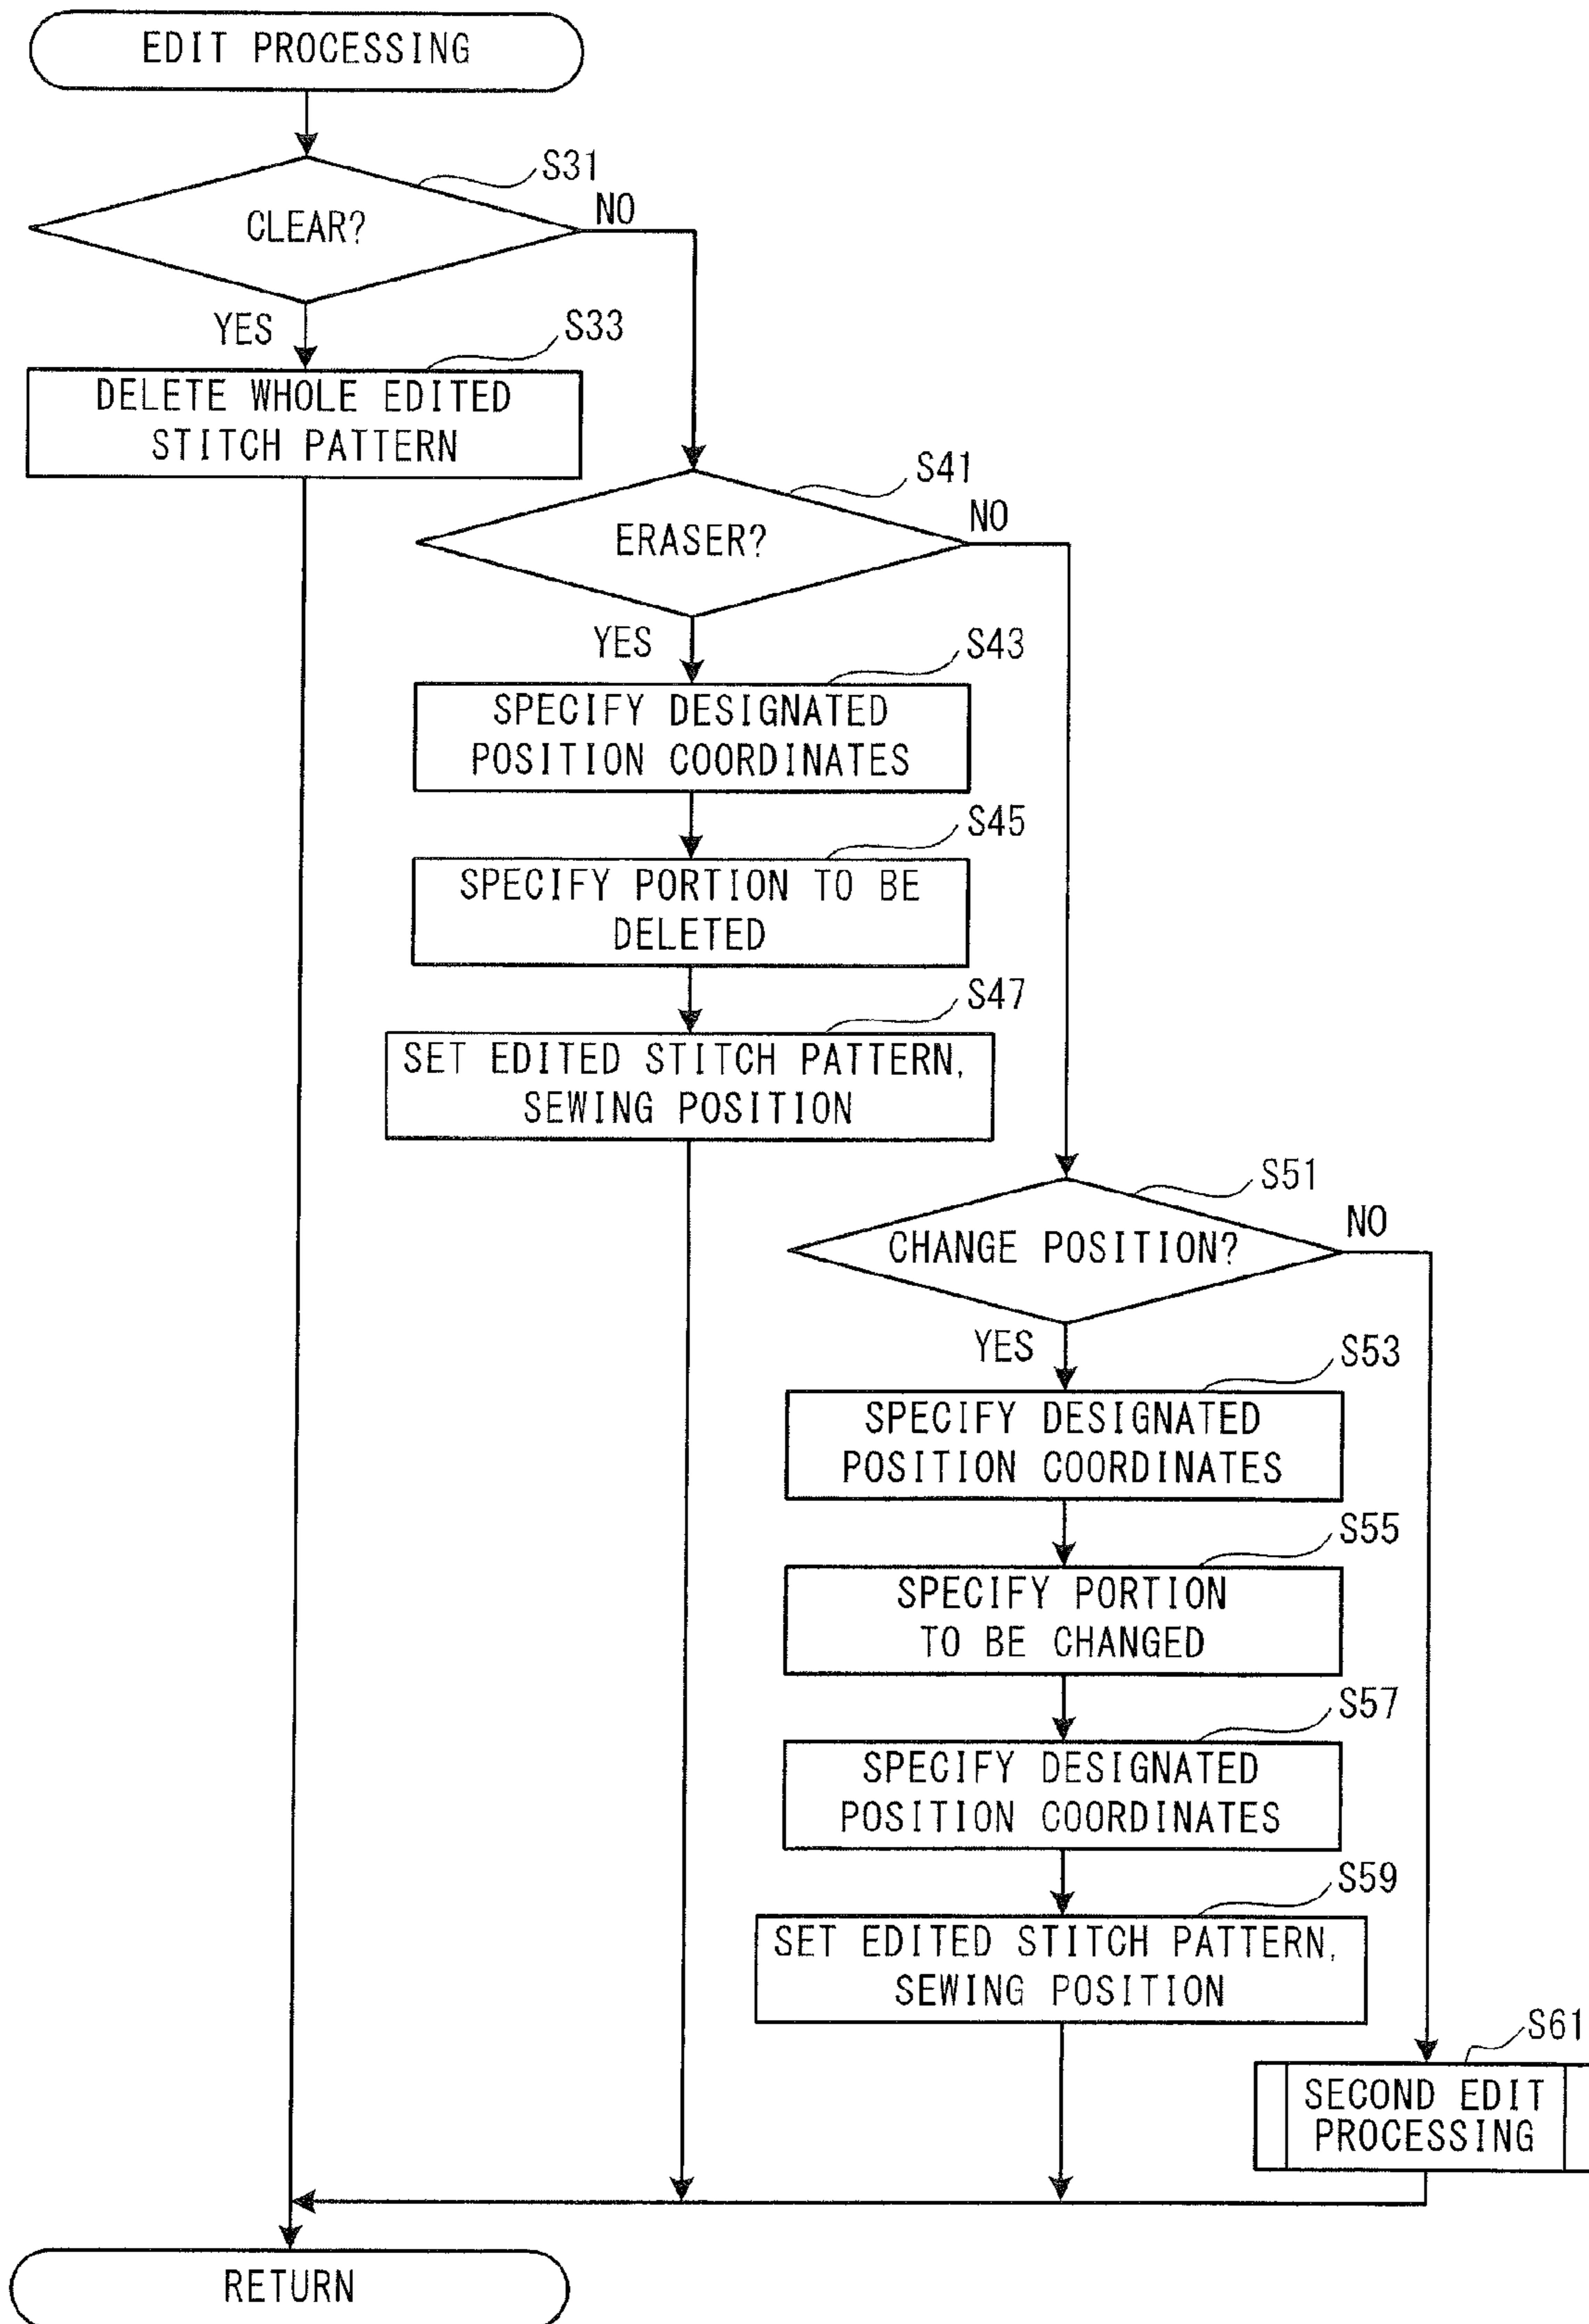 EDIT PROCESSING
S31
CLEAR?
NO
YES
S33
DELETE WHOLE EDITED
STITCH PATTERN
S41
ERASER?
NO
YES
S43
SPECIFY DESIGNATED
POSITION COORDINATES
S45
SPECIFY PORTION TO BE
DELETED
S47
SET EDITED STITCH PATTERN,
SEWING POSITION
S51
CHANGE POSITION?
NO
YES
S53
SPECIFY DESIGNATED
POSITION COORDINATES
S55
SPECIFY PORTION
TO BE CHANGED
S57
SPECIFY DESIGNATED
POSITION COORDINATES
S59
SET EDITED STITCH PATTERN,
SEWING POSITION
S61
SECOND EDIT
PROCESSING
RETURN